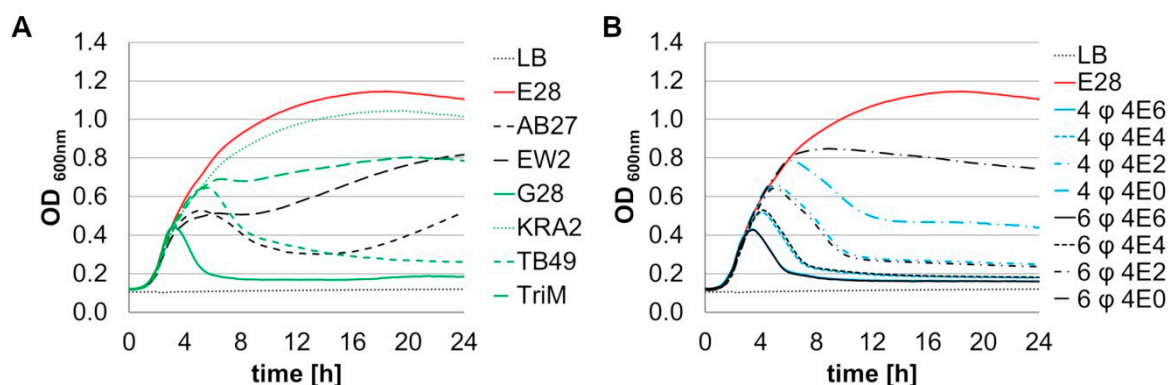 A
B
OD 600nm
1.4
1.2
1.0
0.8
0.6
0.4
0.2
0.0
0 4 8 12 16 20 24
time [h]
LB
E28
AB27
EW2
G28
KRA2
TB49
TriM
OD 600nm
1.4
1.2
1.0
0.8
0.6
0.4
0.2
0.0
0 4 8 12 16 20 24
time [h]
LB
E28
4 φ 4E6
4 φ 4E4
4 φ 4E2
4 φ 4E0
6 φ 4E6
6 φ 4E4
6 φ 4E2
6 φ 4E0